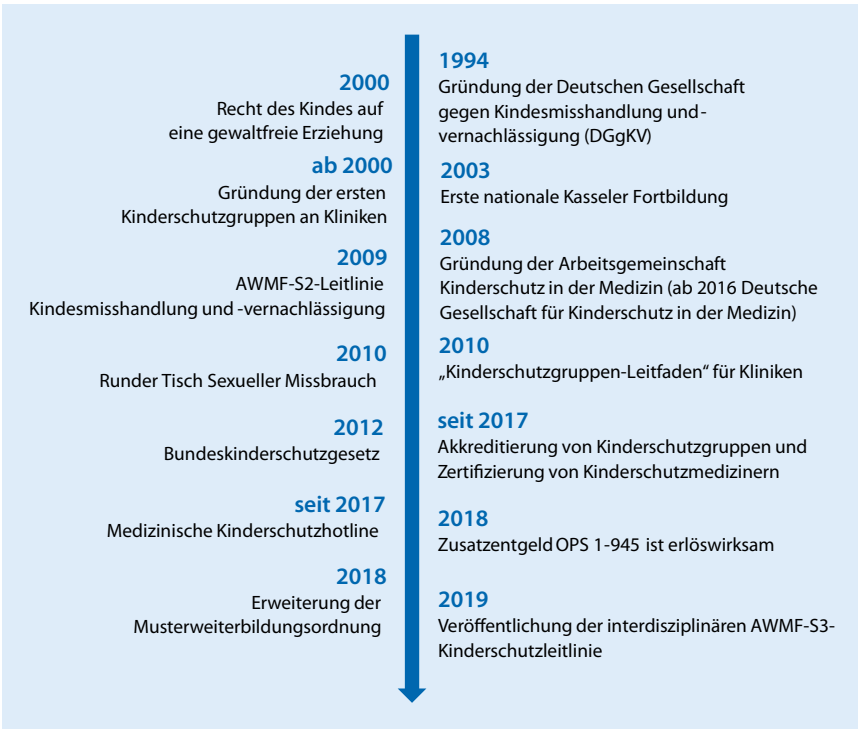 2000
Recht des Kindes auf
eine gewaltfreie Erziehung
ab 2000
Gründung der ersten
Kinderschutzgruppen an Kliniken
2009
AWMF-S2-Leitlinie
Kindesmisshandlung und -vernachlässigung
2010
Runder Tisch Sexueller Missbrauch
2012
Bundeskinderschutzgesetz
seit 2017
Medizinische Kinderschutzhotline
2018
Erweiterung der
Musterweiterbildungsordnung
1994
Gründung der Deutschen Gesellschaft
gegen Kindesmisshandlung und-
vernachlässigung (DGgKV)
2003
Erste nationale Kasseler Fortbildung
2008
Gründung der Arbeitsgemeinschaft
Kinderschutz in der Medizin (ab 2016 Deutsche
Gesellschaft für Kinderschutz in der Medizin)
2010
„Kinderschutzgruppen-Leitfaden“ für Kliniken
seit 2017
Akkreditierung von Kinderschutzgruppen und
Zertifizierung von Kinderschutzmedizinern
2018
Zusatzentgeld OPS 1-945 ist erlöswirksam
2019
Veröffentlichung der interdisziplinären AWMF-S3-
Kinderschutzleitlinie